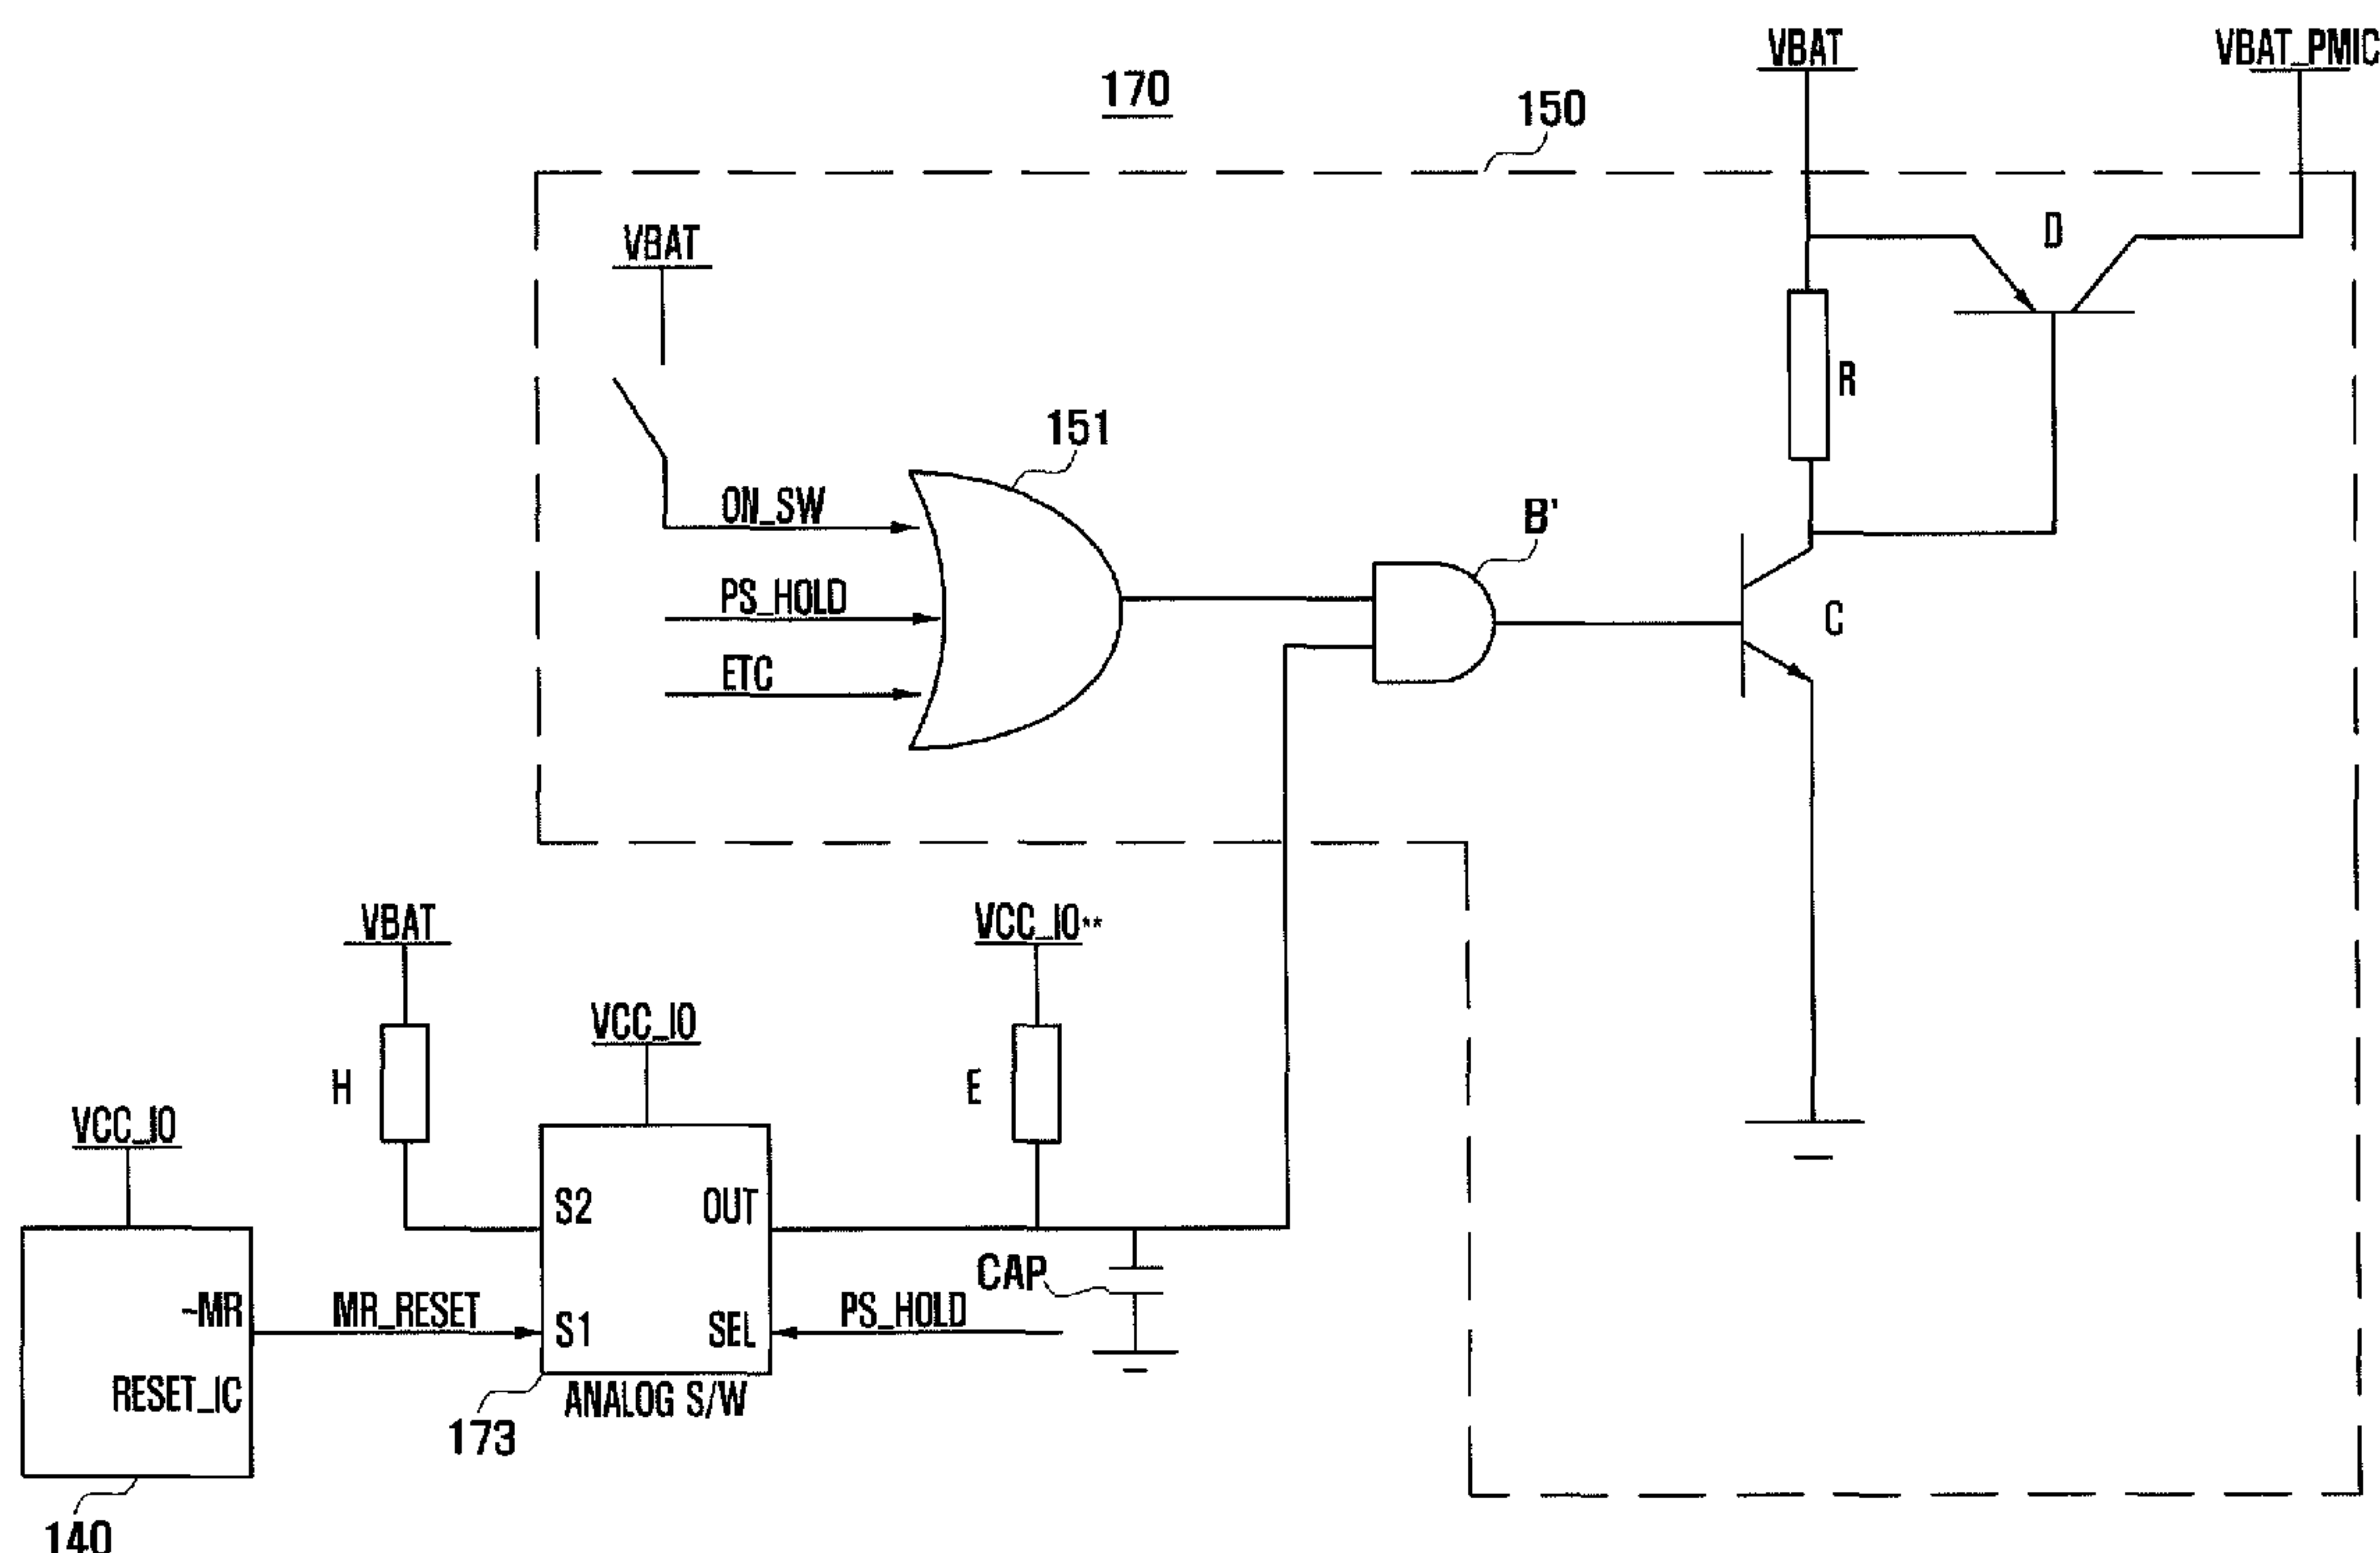 VBAT
VBAT_PMIC
170
150
D
VBAT
R
151
ON_SW
B'
PS_HOLD
C
ETC
VBAT
VCC_IO**
VCC_IO
H
E
VCC_IO
S2
OUT
CAP
~MR
MR_RESET
S1
SEL
PS_HOLD
RESET_IC
ANALOG S/W
173
140